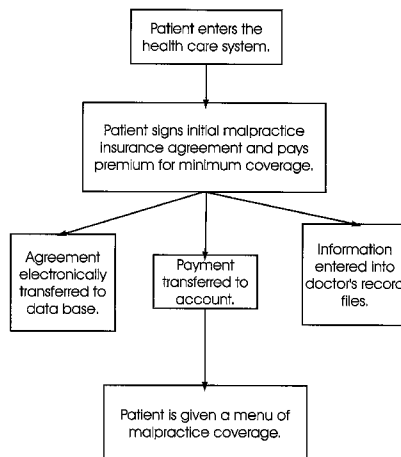 Patient enters the
health care system.
Patient signs initial malpractice
insurance agreement and pays
premium for minimum coverage.
Agreement
electronically
transferred to
data base.
Payment
transferred to
account.
Information
entered into
doctor's record
files.
Patient is given a menu of
malpractice coverage.